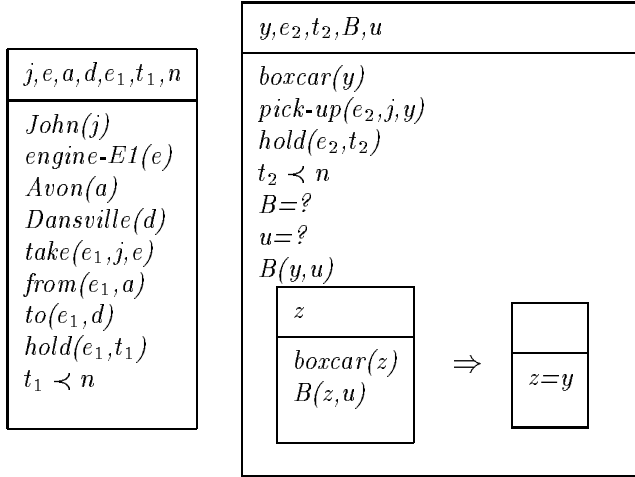 j,e,a,d,e₁,t₁,n
John(j)
engine-E1(e)
Avon(a)
Dansville(d)
take(e₁,j,e)
from(e₁,a)
to(e₁,d)
hold(e₁,t₁)
t₁ ≺ n
y,e₂,t₂,B,u
boxcar(y)
pick-up(e₂,j,y)
hold(e₂,t₂)
t₂ ≺ n
B=?
u=?
B(y,u)
z
boxcar(z)
B(z,u)
⇒
z=y